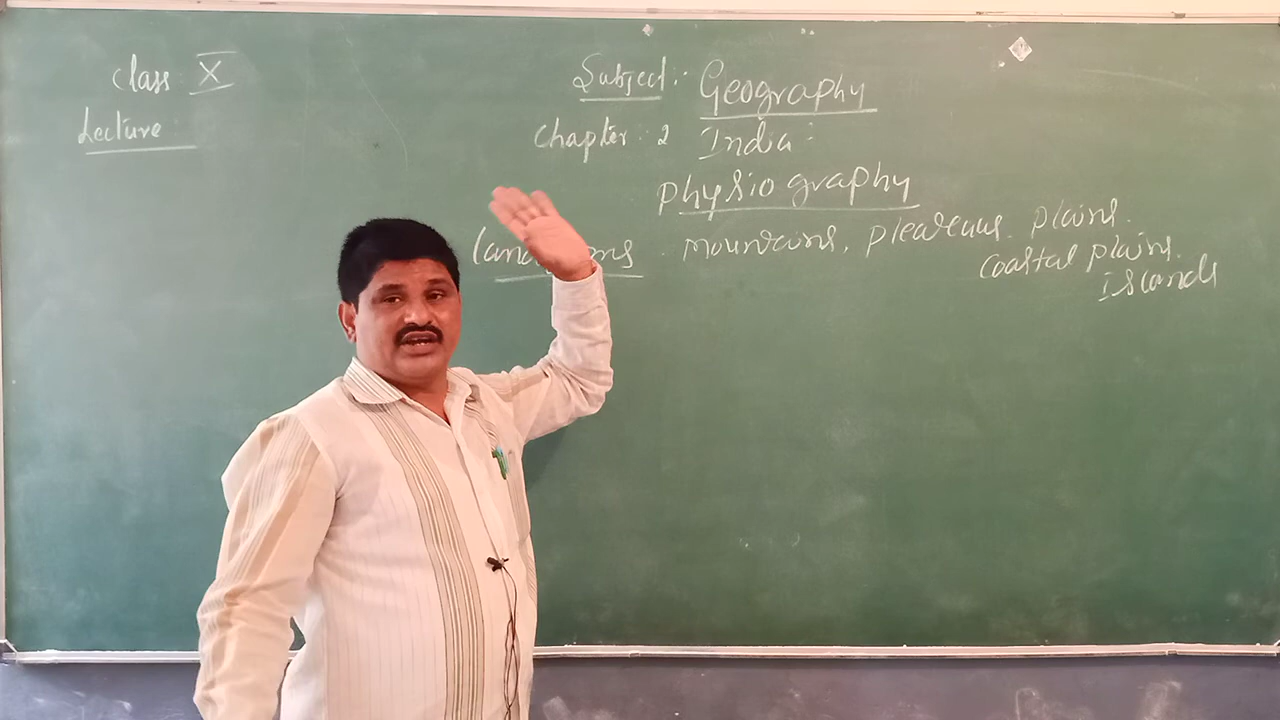 Class : X
Lecture :
Subject :- Geography
Chapter : 2 India :
Physiography
mountains, pleateaus. plains.
coastal plains.
islands